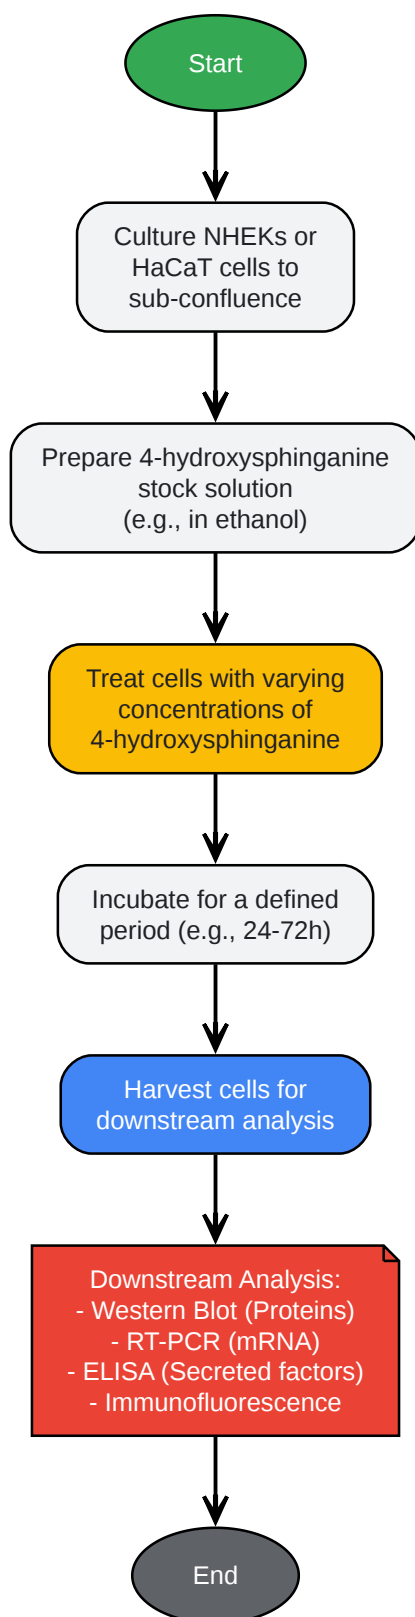 Start
Culture NHEKs or
HaCaT cells to
sub-confluence
Prepare 4-hydroxysphinganine
stock solution
(e.g., in ethanol)
Treat cells with varying
concentrations of
4-hydroxysphinganine
Incubate for a defined
period (e.g., 24-72h)
Harvest cells for
downstream analysis
Downstream Analysis:
- Western Blot (Proteins)
- RT-PCR (mRNA)
- ELISA (Secreted factors)
- Immunofluorescence
End